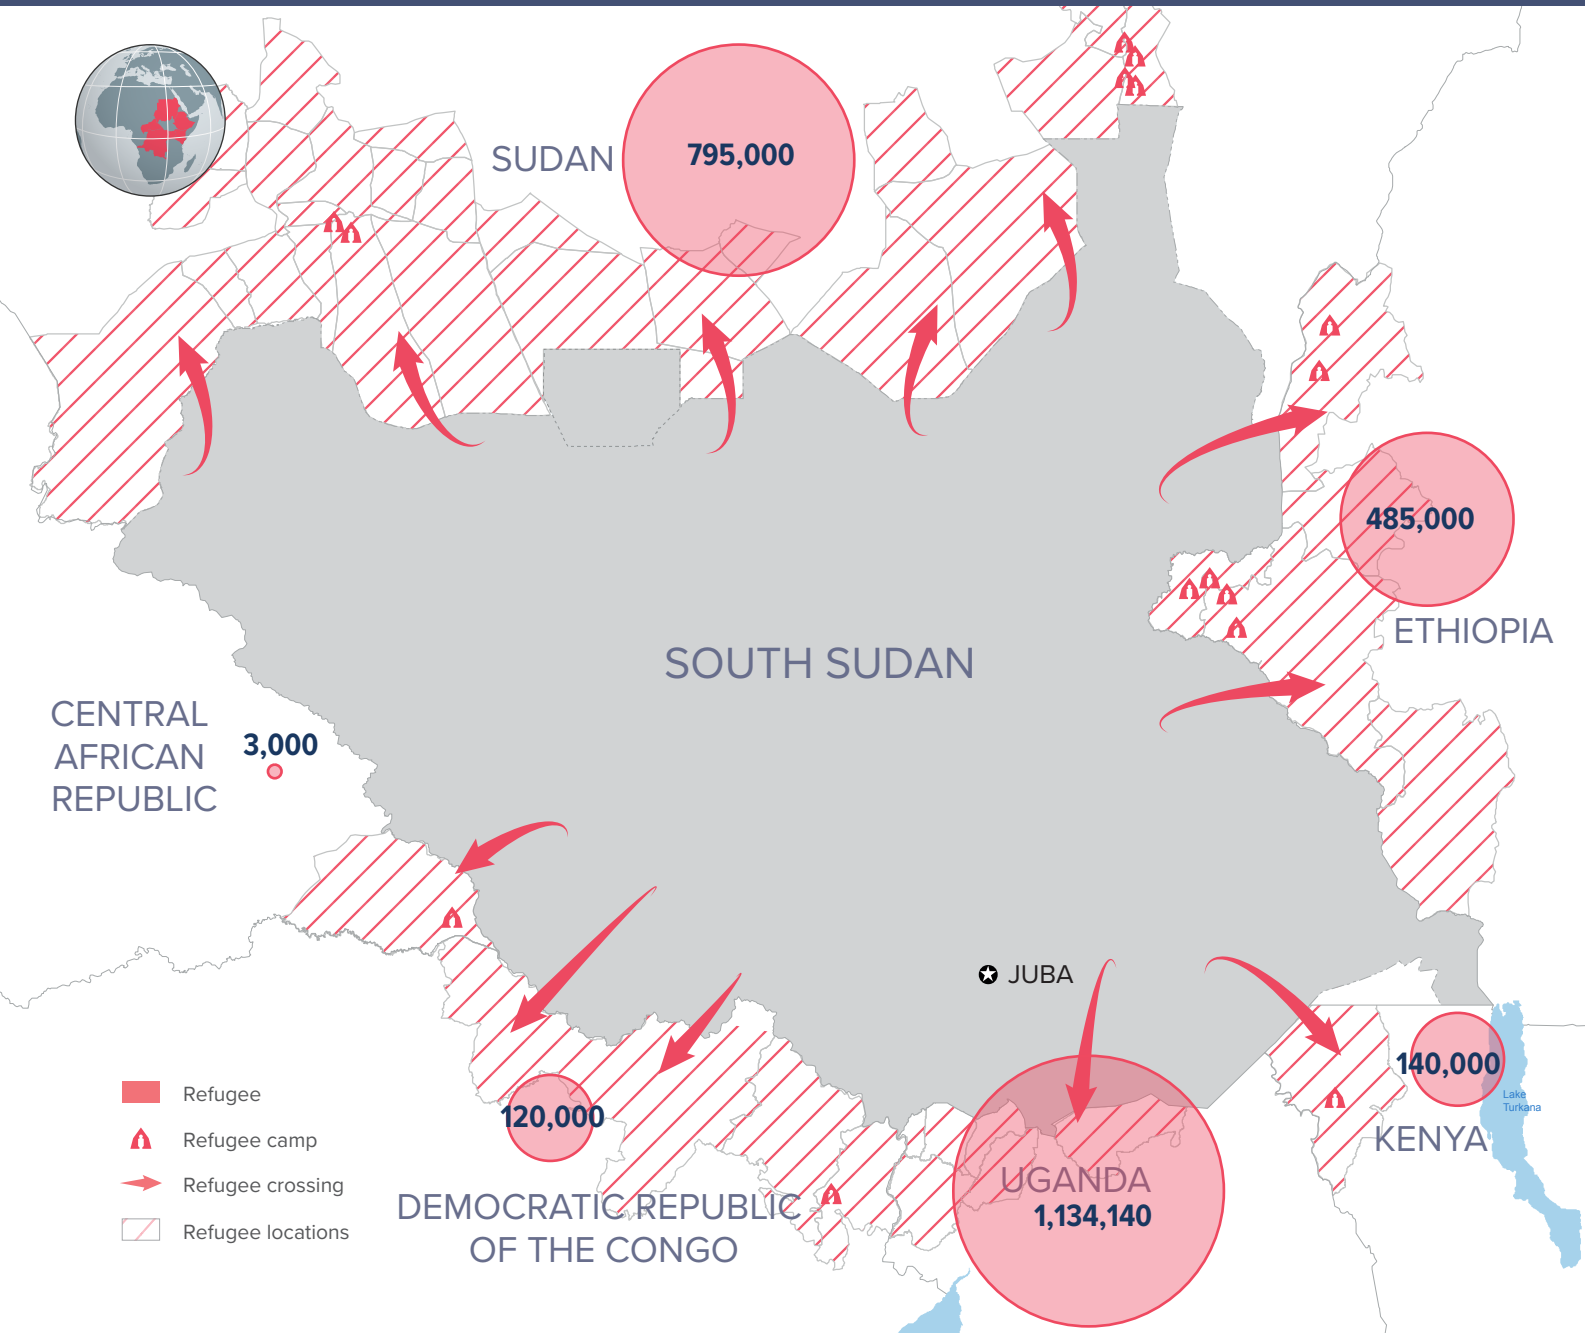 SUDAN
795,000
485,000
ETHIOPIA
SOUTH SUDAN
CENTRAL
AFRICAN
REPUBLIC
3,000
JUBA
140,000
Lake
Turkana
KENYA
120,000
DEMOCRATIC REPUBLIC
OF THE CONGO
UGANDA
1,134,140
Refugee
Refugee camp
Refugee crossing
Refugee locations